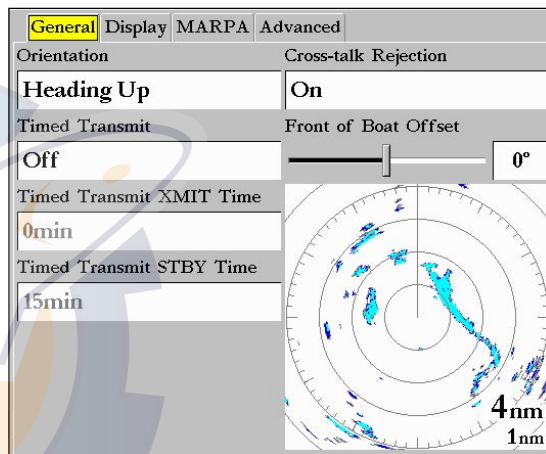 General Display MARPA Advanced
Orientation
Heading Up
Cross-talk Rejection
On
Timed Transmit
Off
Front of Boat Offset
0°
Timed Transmit XMIT Time
0min
Timed Transmit STBY Time
15min
4nm
1nm